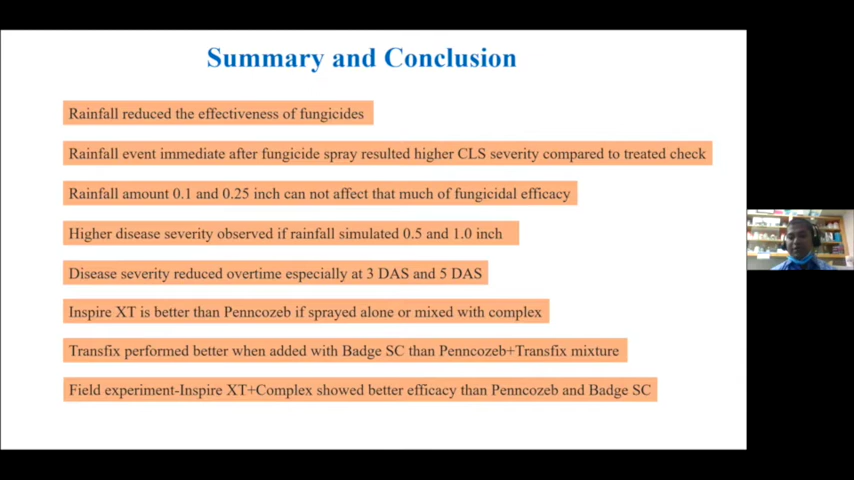 Summary and Conclusion
Rainfall reduced the effectiveness of fungicides
Rainfall event immediate after fungicide spray resulted higher CLS severity compared to treated check
Rainfall amount 0.1 and 0.25 inch can not affect that much of fungicidal efficacy
Higher disease severity observed if rainfall simulated 0.5 and 1.0 inch
Disease severity reduced overtime especially at 3 DAS and 5 DAS
Inspire XT is better than Penncozeb if sprayed alone or mixed with complex
Transfix performed better when added with Badge SC than Penncozeb+Transfix mixture
Field experiment-Inspire XT+Complex showed better efficacy than Penncozeb and Badge SC